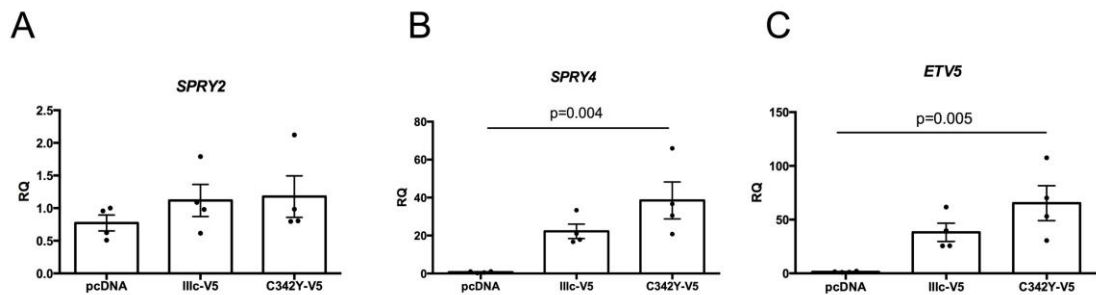 A
SPRY2
RQ
2.5
2.0
1.5
1.0
0.5
0.0
pcDNA IIIc-V5 C342Y-V5
B
SPRY4
p=0.004
RQ
80
60
40
20
0
pcDNA IIIc-V5 C342Y-V5
C
ETV5
p=0.005
RQ
150
100
50
0
pcDNA IIIc-V5 C342Y-V5